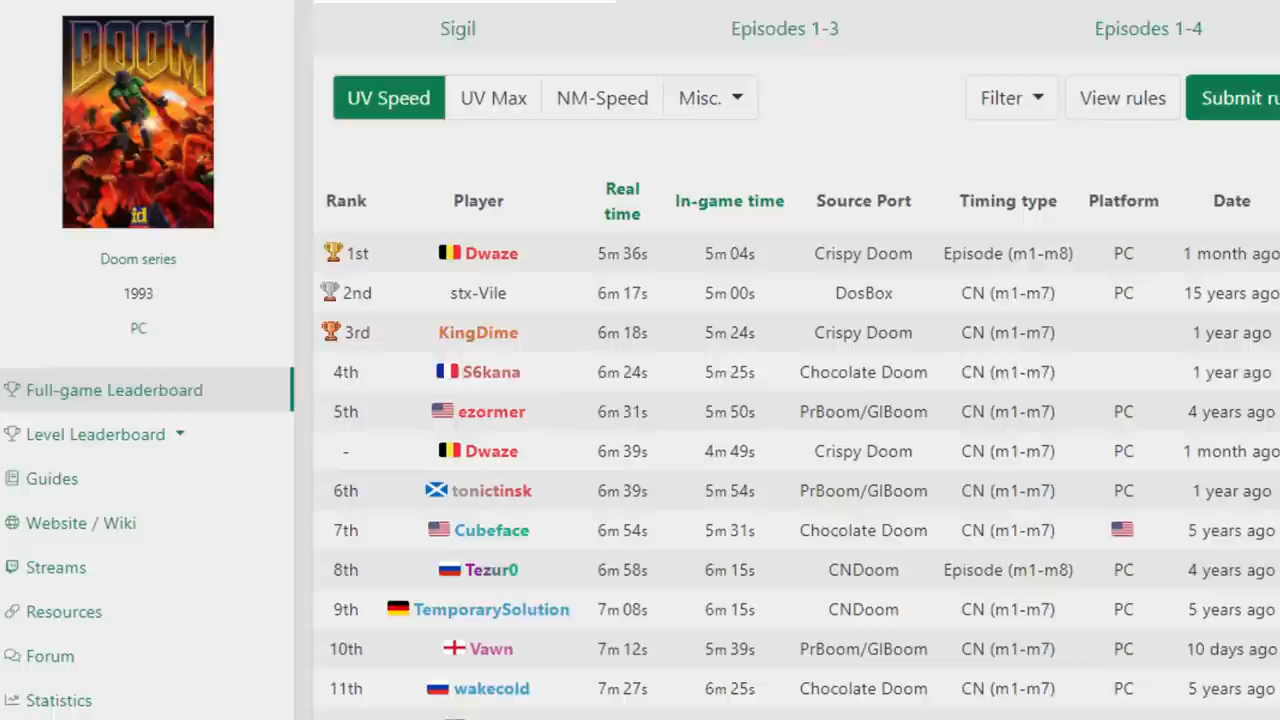 DOOM
id
Doom series
1993
PC
Full-game Leaderboard
Level Leaderboard
Guides
Website / Wiki
Streams
Resources
Forum
Statistics
Sigil Episodes 1-3 Episodes 1-4
UV Speed UV Max NM-Speed Misc. Filter View rules Submit ru
Rank Player Real time In-game time Source Port Timing type Platform Date
1st Dwaze 5m 36s 5m 04s Crispy Doom Episode (m1-m8) PC 1 month ago
2nd stx-Vile 6m 17s 5m 00s DosBox CN (m1-m7) PC 15 years ago
3rd KingDime 6m 18s 5m 24s Crispy Doom CN (m1-m7) 1 year ago
4th S6kana 6m 24s 5m 25s Chocolate Doom CN (m1-m7) 1 year ago
5th ezormer 6m 31s 5m 50s PrBoom/GlBoom CN (m1-m7) PC 4 years ago
- Dwaze 6m 39s 4m 49s Crispy Doom CN (m1-m7) PC 1 month ago
6th tonictinsk 6m 39s 5m 54s PrBoom/GlBoom CN (m1-m7) PC 1 year ago
7th Cubeface 6m 54s 5m 31s Chocolate Doom CN (m1-m7) 5 years ago
8th Tezur0 6m 58s 6m 15s CNDoom Episode (m1-m8) PC 4 years ago
9th TemporarySolution 7m 08s 6m 15s CNDoom CN (m1-m7) PC 5 years ago
10th Vawn 7m 12s 5m 39s PrBoom/GlBoom CN (m1-m7) PC 10 days ago
11th wakecold 7m 27s 6m 25s Chocolate Doom CN (m1-m7) PC 5 years ago